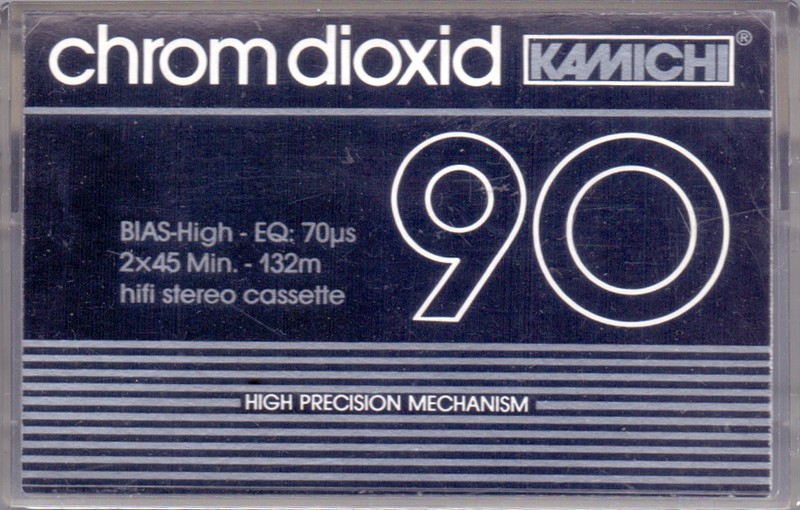 chrom dioxid KAMICHI®
90
BIAS-High - EQ: 70µs
2x45 Min. - 132m
hifi stereo cassette
HIGH PRECISION MECHANISM